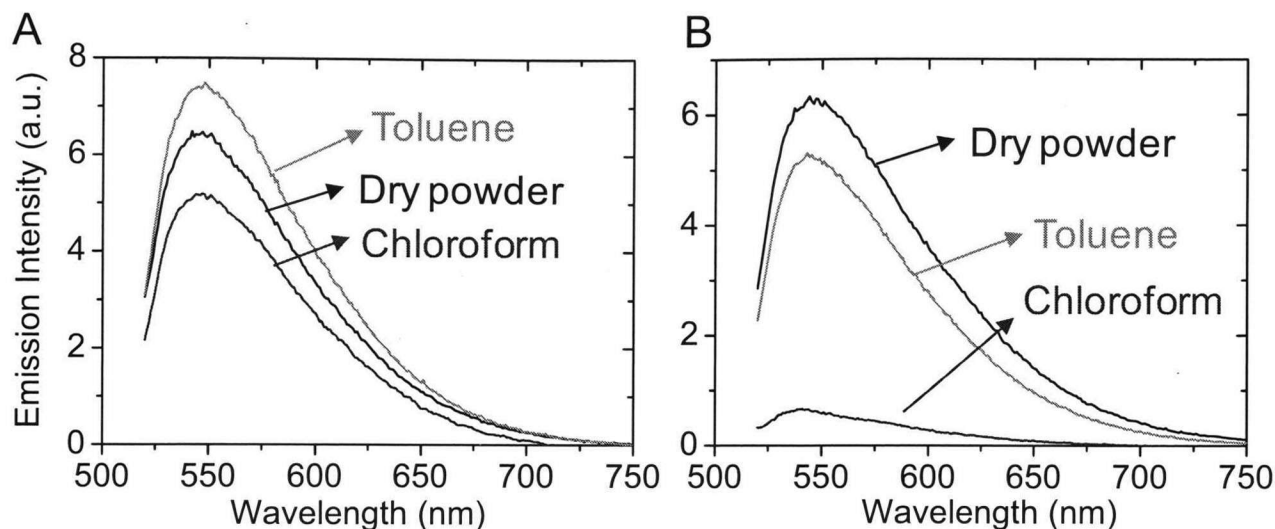 A
Emission Intensity (a.u.)
8
6
4
2
0
Toluene
Dry powder
Chloroform
500 550 600 650 700 750
Wavelength (nm)
B
6
4
2
0
Dry powder
Toluene
Chloroform
500 550 600 650 700 750
Wavelength (nm)